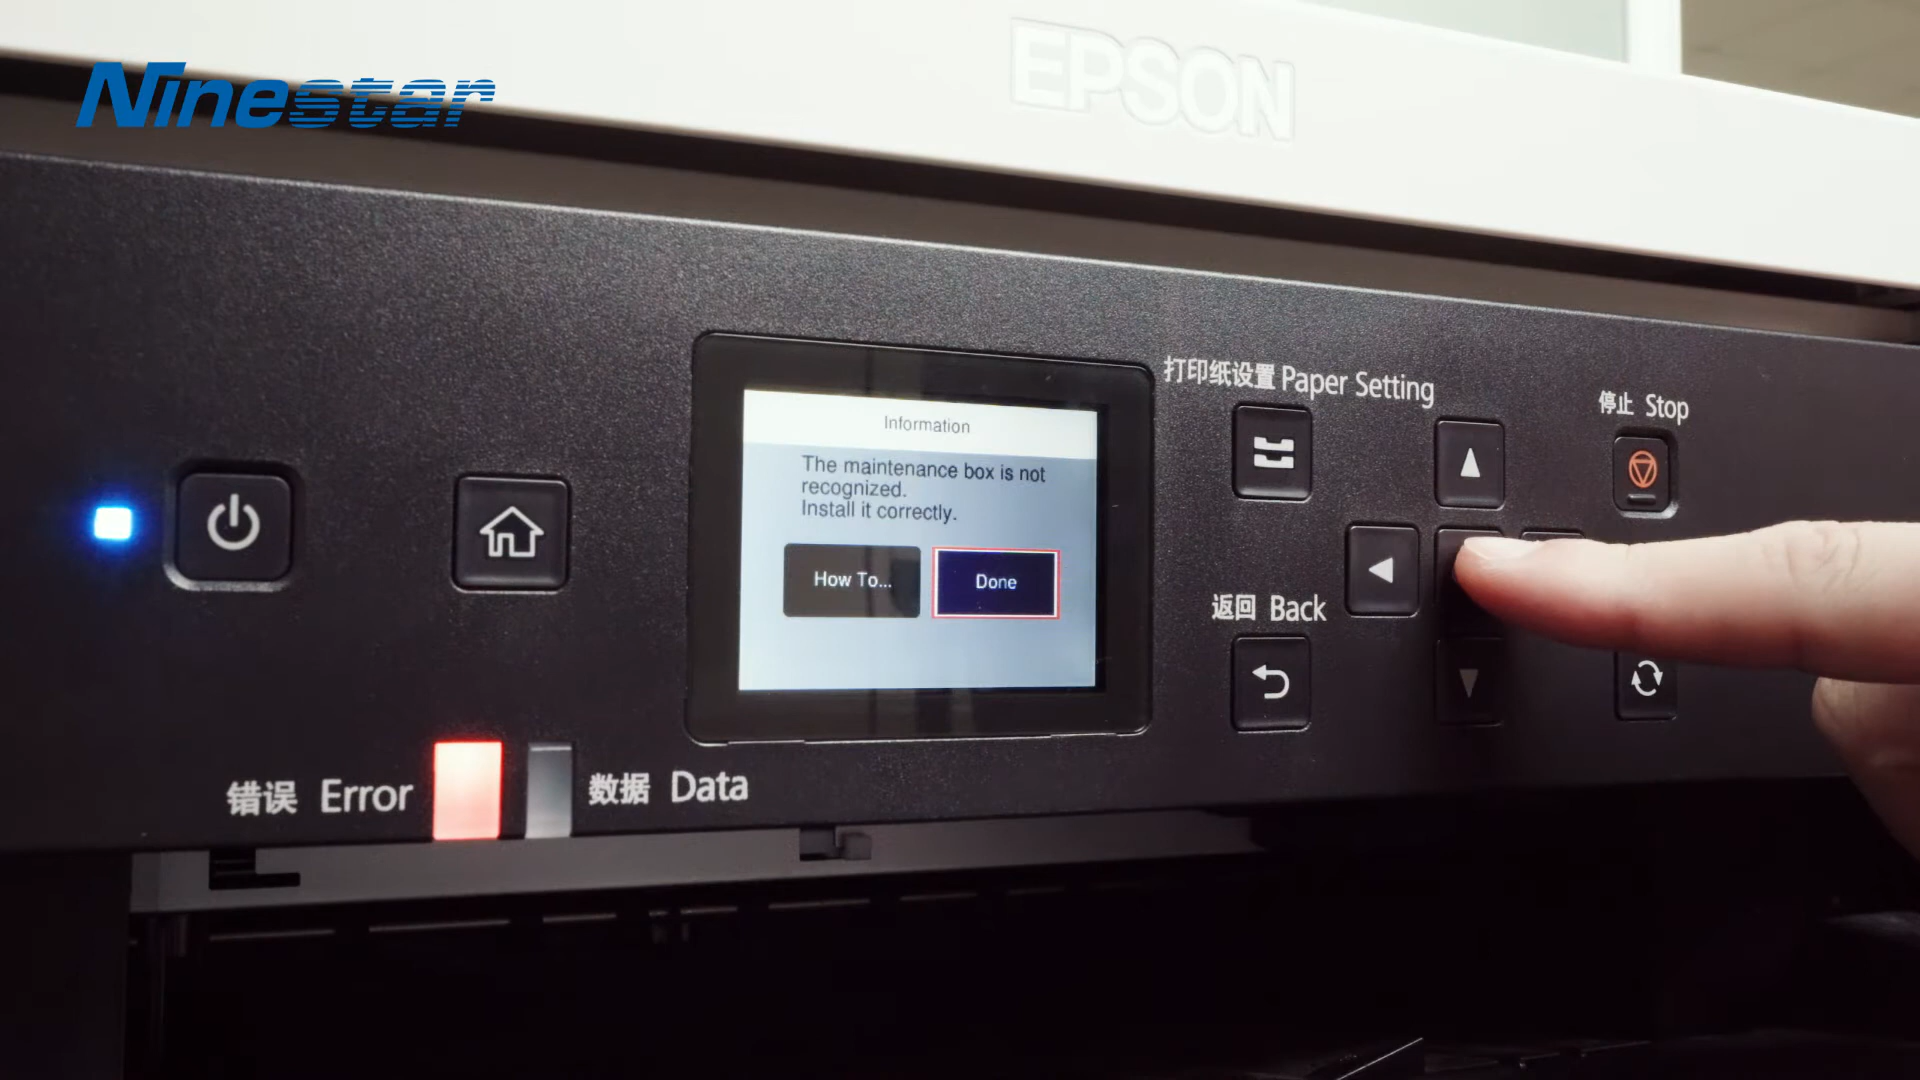 Ninestar
EPSON
打印纸设置 Paper Setting
停止 Stop
Information
The maintenance box is not
recognized.
Install it correctly.
How To...
Done
返回 Back
错误 Error
数据 Data